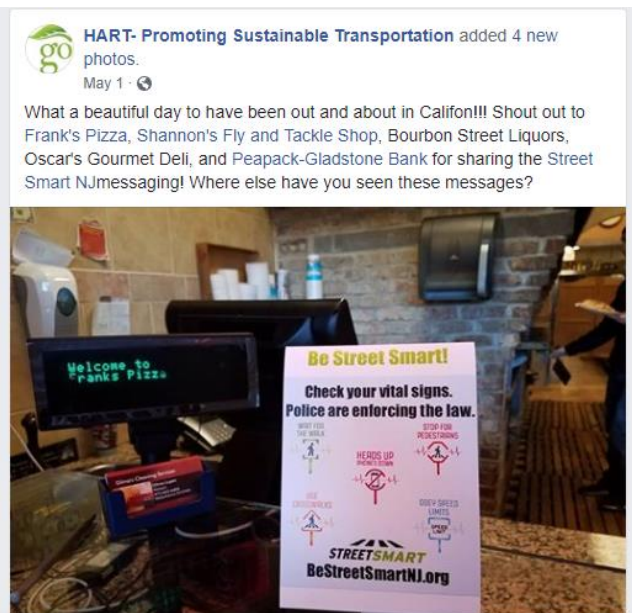 go
HART- Promoting Sustainable Transportation added 4 new
photos.
May 1 ·
What a beautiful day to have been out and about in Califon!!! Shout out to
Frank's Pizza, Shannon's Fly and Tackle Shop, Bourbon Street Liquors,
Oscar's Gourmet Deli, and Peapack-Gladstone Bank for sharing the Street
Smart NJmessaging! Where else have you seen these messages?
Welcome to
Franks Pizza
Be Street Smart!
Check your vital signs.
Police are enforcing the law.
WAIT FOR
THE WALK
STOP FOR
PEDESTRIANS
HEADS UP
PHONES DOWN
USE
CROSSWALKS
OBEY SPEED
LIMITS
SPEED
LIMIT
STREETSMART
BeStreetSmartNJ.org